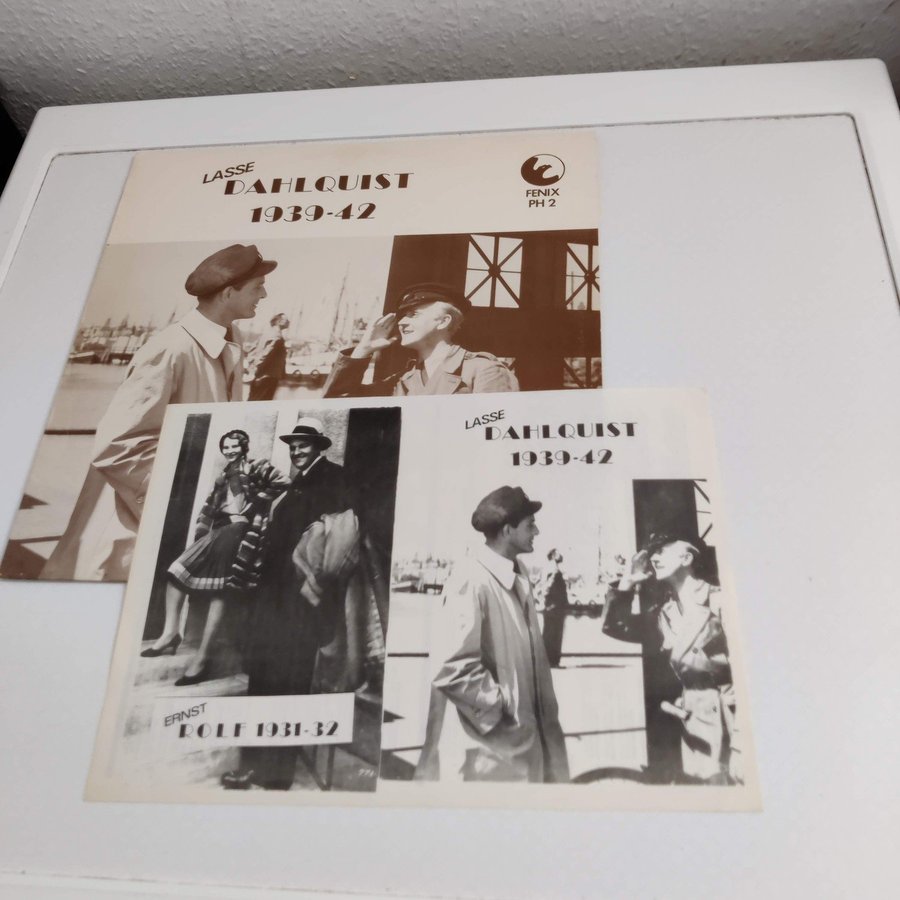 LASSE
DAHLQUIST
1939-42
FENIX
PH 2
LASSE
DAHLQUIST
1939-42
ERNST
ROLF 1931-32